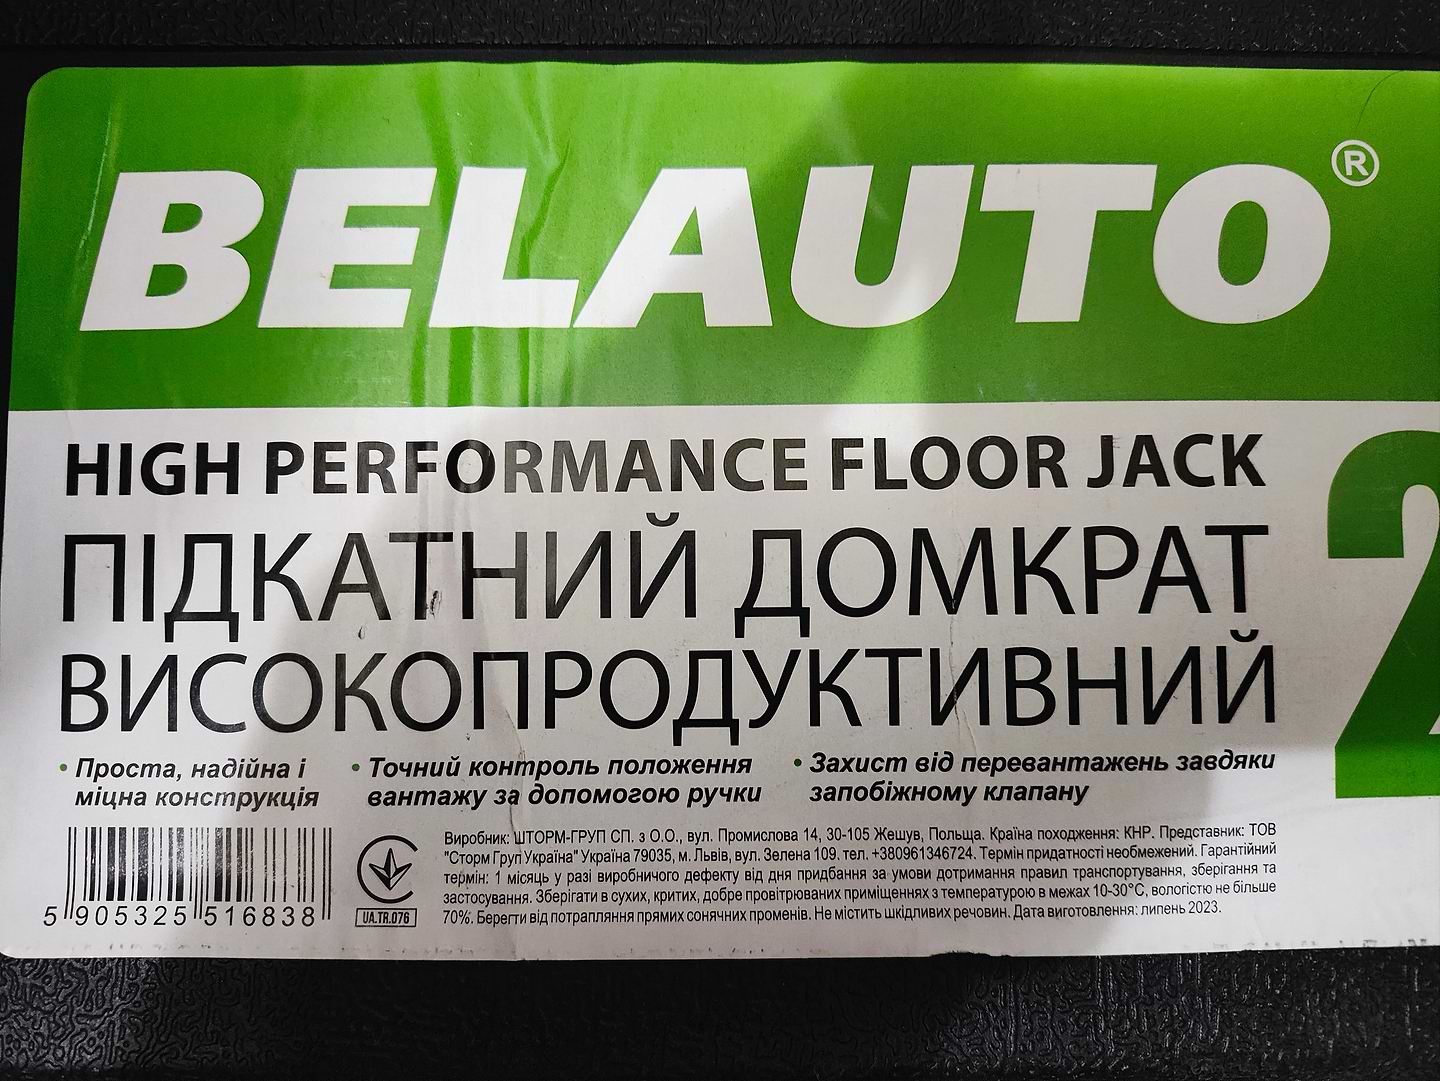 BELAUTO®
HIGH PERFORMANCE FLOOR JACK
ПІДКАТНИЙ ДОМКРАТ
ВИСОКОПРОДУКТИВНИЙ
2
• Проста, надійна і
міцна конструкція
• Точний контроль положення
вантажу за допомогою ручки
• Захист від перевантажень завдяки
запобіжному клапану
5 905325 516838
UA.TR.076
Виробник: ШТОРМ-ГРУП СП. з О.О., вул. Промислова 14, 30-105 Жешув, Польща. Країна походження: КНР. Представник: ТОВ
"Сторм Груп Україна" Україна 79035, м. Львів, вул. Зелена 109. тел. +380961346724. Термін придатності необмежений. Гарантійний
термін: 1 місяць у разі виробничого дефекту від дня придбання за умови дотримання правил транспортування, зберігання та
застосування. Зберігати в сухих, критих, добре провітрюваних приміщеннях з температурою в межах 10-30°С, вологістю не більше
70%. Берегти від потрапляння прямих сонячних променів. Не містить шкідливих речовин. Дата виготовлення: липень 2023.